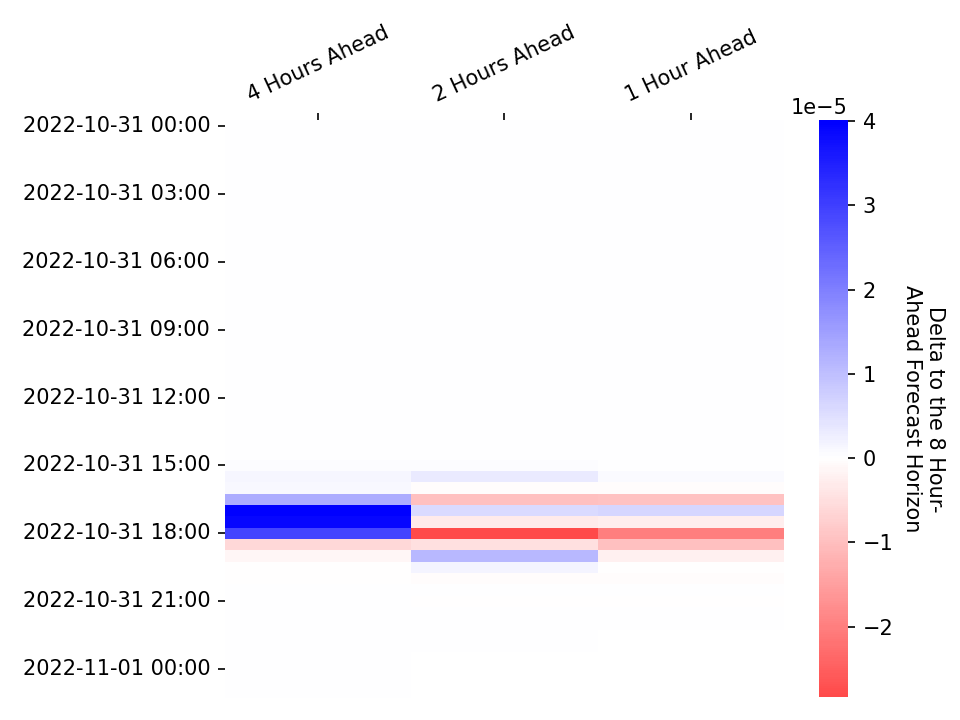 4 Hours Ahead
2 Hours Ahead
1 Hour Ahead
1e−5
2022-10-31 00:00
2022-10-31 03:00
2022-10-31 06:00
2022-10-31 09:00
2022-10-31 12:00
2022-10-31 15:00
2022-10-31 18:00
2022-10-31 21:00
2022-11-01 00:00
4
3
2
1
0
−1
−2
Delta to the 8 Hour-
Ahead Forecast Horizon